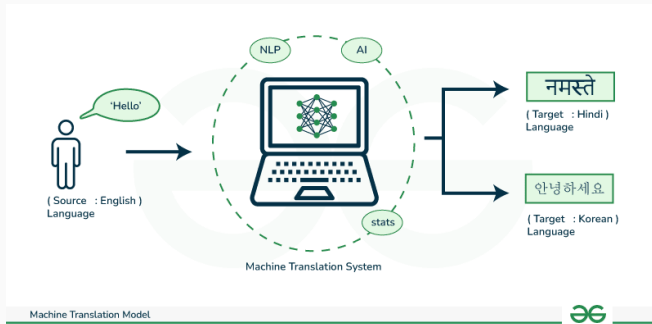 NLP
AI
'Hello'
( Source : English )
Language
stats
Machine Translation System
नमस्ते
( Target : Hindi )
Language
안녕하세요
( Target : Korean )
Language
Machine Translation Model